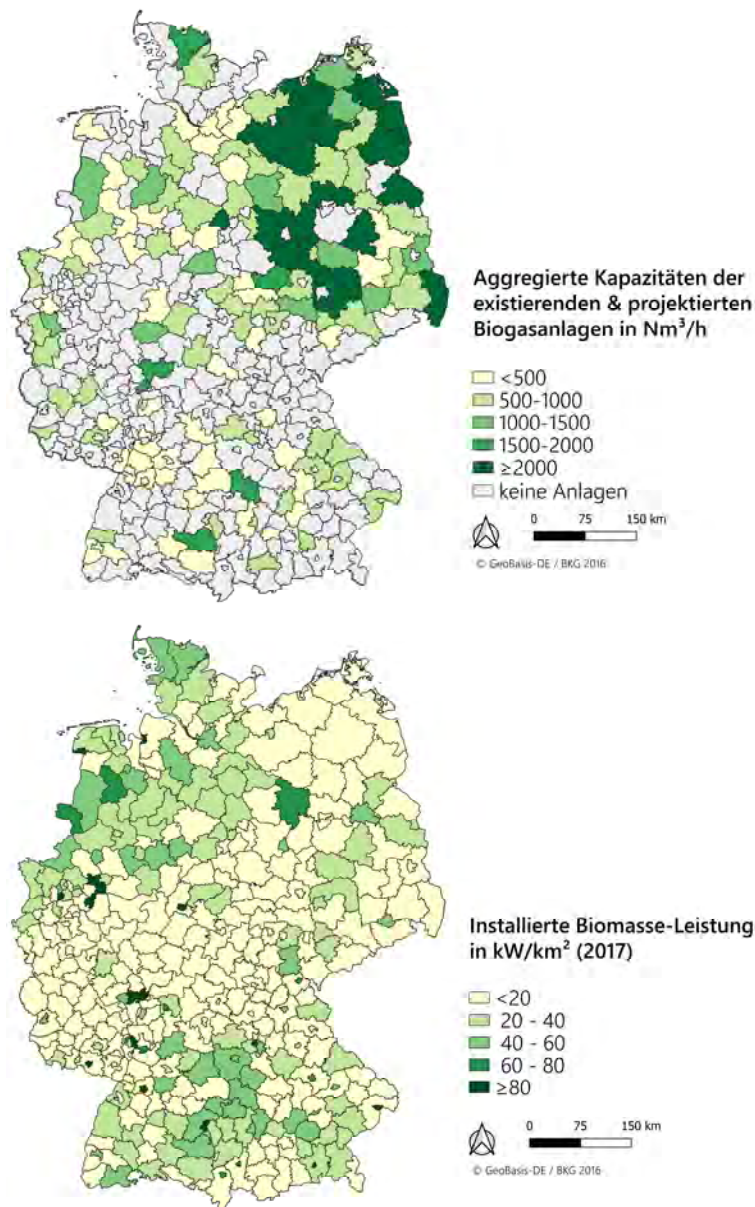 Aggregierte Kapazitäten der
existierenden & projektierten
Biogasanlagen in Nm³/h
<500
500-1000
1000-1500
1500-2000
≥2000
keine Anlagen
0 75 150 km
© GeoBasis-DE / BKG 2016
Installierte Biomasse-Leistung
in kW/km² (2017)
<20
20 - 40
40 - 60
60 - 80
≥80
0 75 150 km
© GeoBasis-DE / BKG 2016